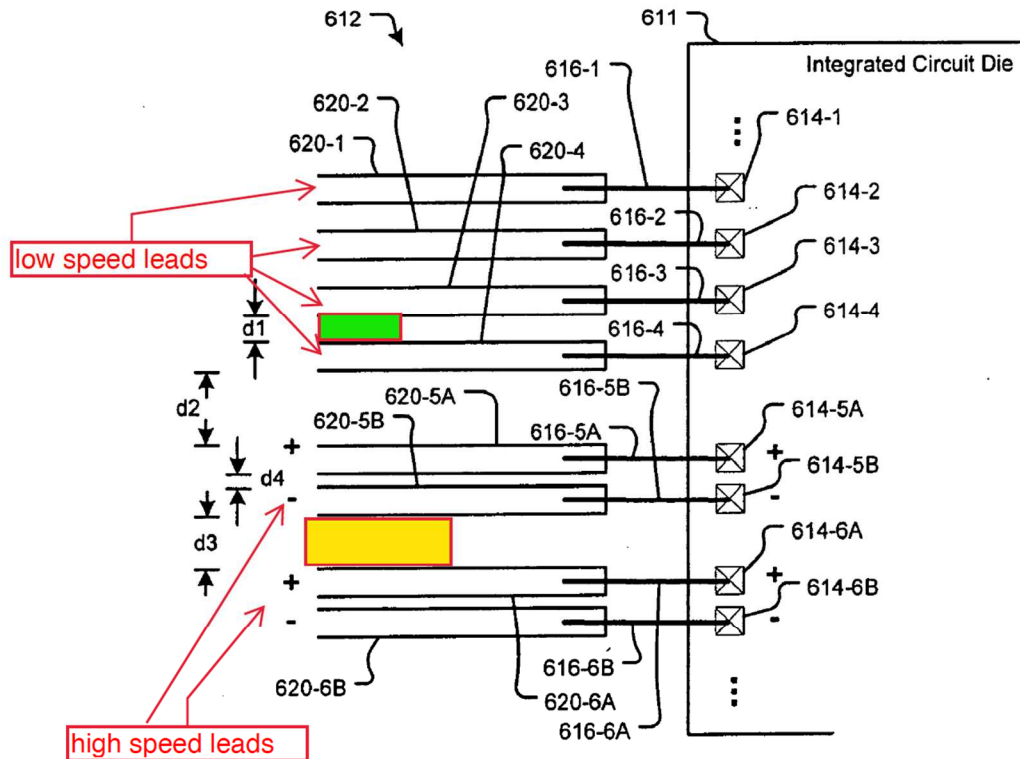 612
611
616-1
Integrated Circuit Die
620-2
620-3
614-1
620-1
620-4
614-2
616-2
614-3
low speed leads
616-3
d1
614-4
616-4
d2
620-5A
616-5B
620-5B
614-5A
+
616-5A
+
614-5B
d4
-
-
d3
614-6A
+
+
614-6B
-
-
616-6B
620-6B
620-6A
616-6A
high speed leads